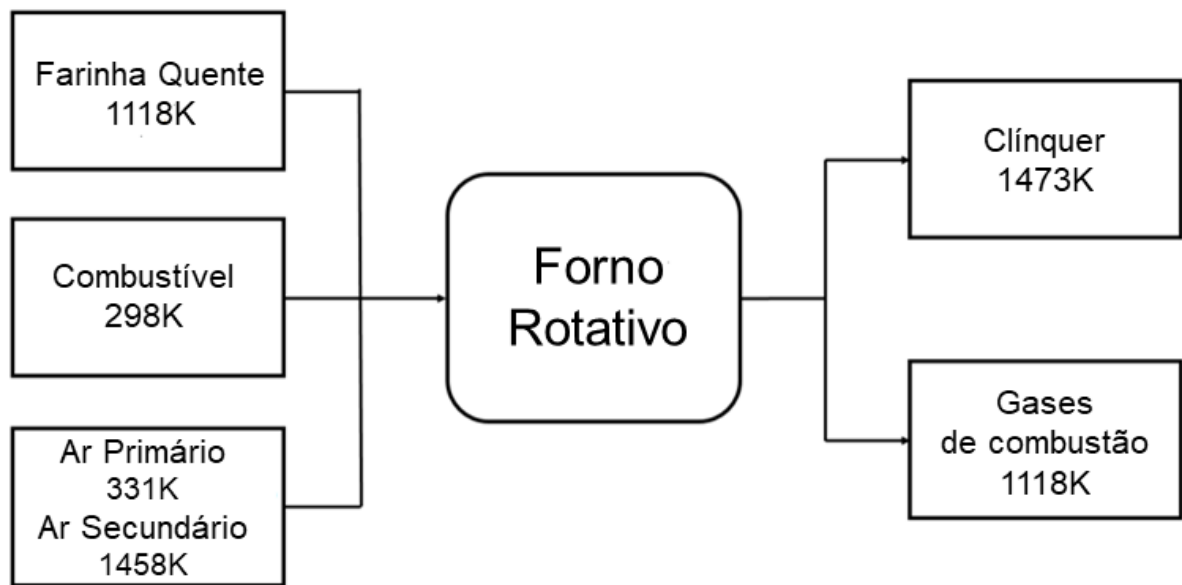 Farinha Quente
1118K
Combustível
298K
Ar Primário
331K
Ar Secundário
1458K
Forno
Rotativo
Clínquer
1473K
Gases
de combustão
1118K